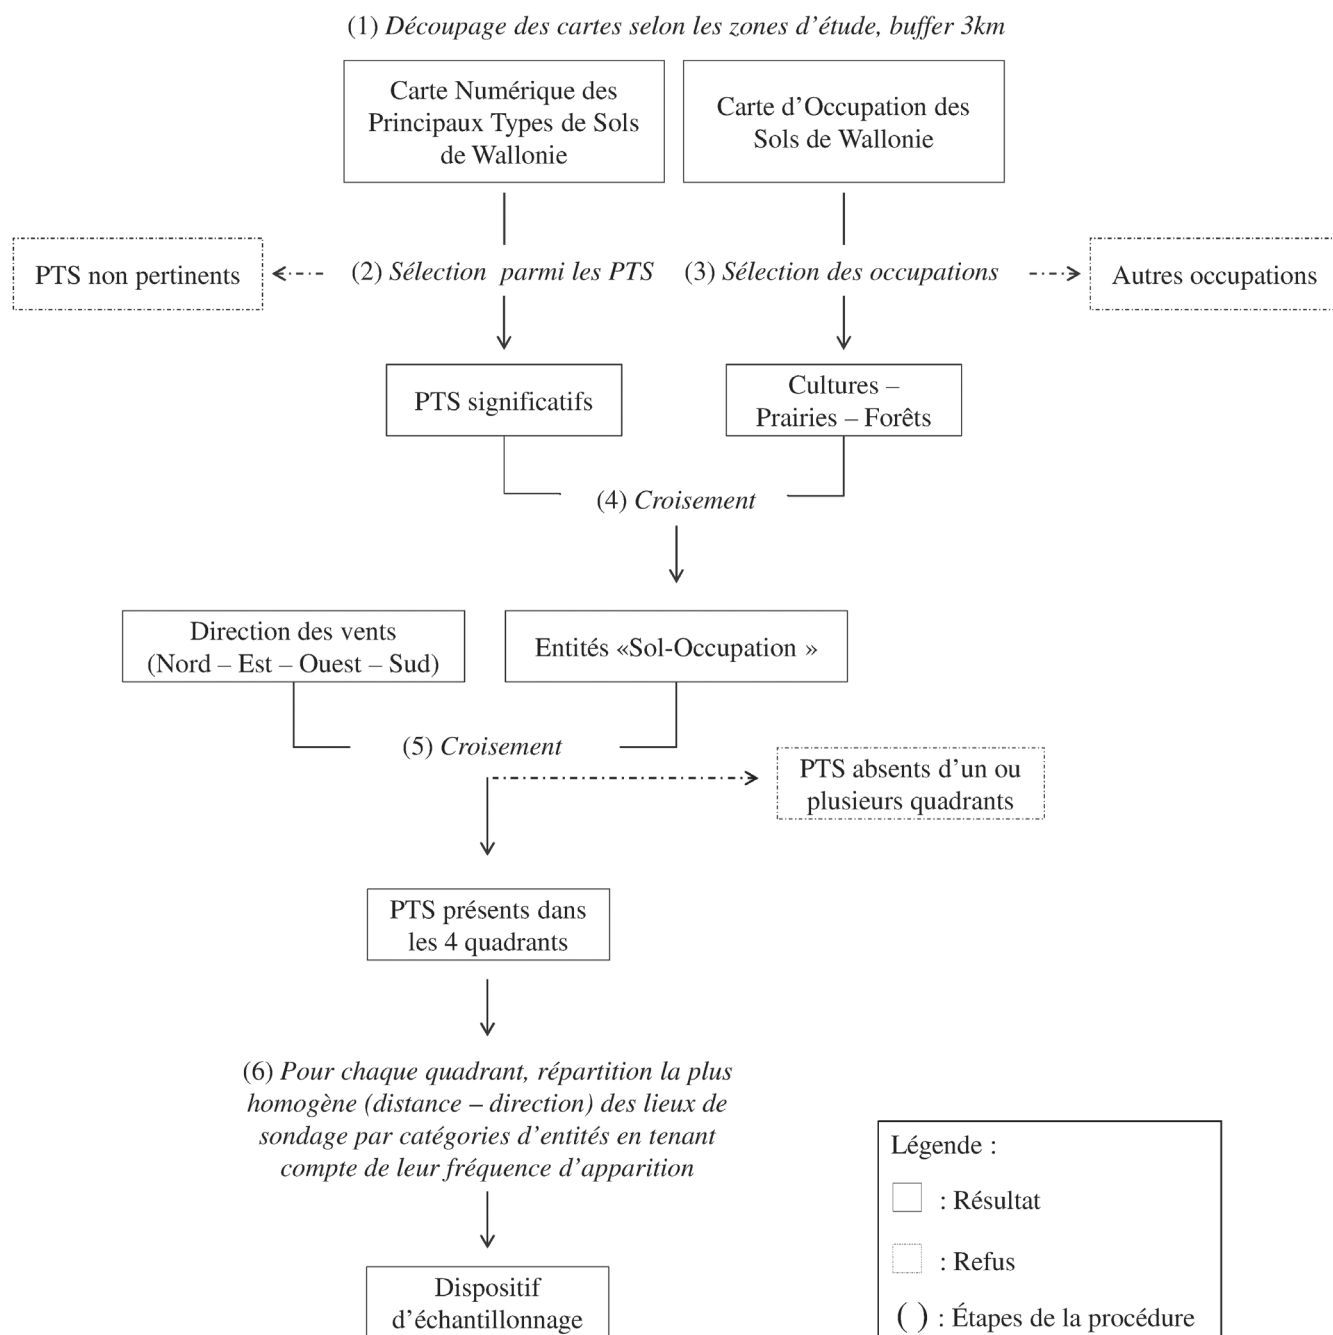 (1) Découpage des cartes selon les zones d’étude, buffer 3km
Carte Numérique des
Principaux Types de Sols
de Wallonie
Carte d’Occupation des
Sols de Wallonie
PTS non pertinents
(2) Sélection parmi les PTS
(3) Sélection des occupations
Autres occupations
PTS significatifs
Cultures –
Prairies – Forêts
(4) Croisement
Direction des vents
(Nord – Est – Ouest – Sud)
Entités «Sol-Occupation »
(5) Croisement
PTS absents d’un ou
plusieurs quadrants
PTS présents dans
les 4 quadrants
(6) Pour chaque quadrant, répartition la plus
homogène (distance – direction) des lieux de
sondage par catégories d’entités en tenant
compte de leur fréquence d’apparition
Dispositif
d’échantillonnage
Légende :
: Résultat
: Refus
( ) : Étapes de la procédure